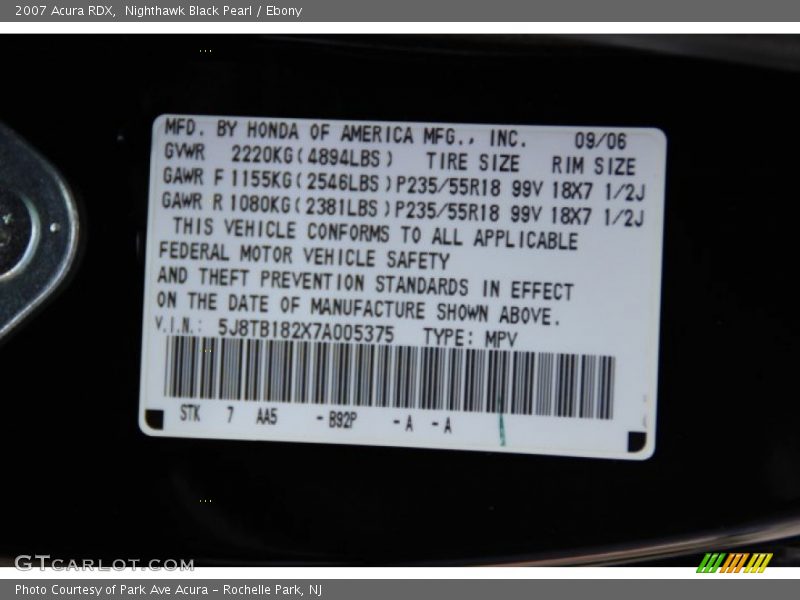 2007 Acura RDX,  Nighthawk Black Pearl / Ebony
MFD. BY HONDA OF AMERICA MFG., INC. 09/06
GVWR 2220KG(4894LBS) TIRE SIZE RIM SIZE
GAWR F 1155KG(2546LBS)P235/55R18 99V 18X7 1/2J
GAWR R 1080KG(2381LBS)P235/55R18 99V 18X7 1/2J
THIS VEHICLE CONFORMS TO ALL APPLICABLE
FEDERAL MOTOR VEHICLE SAFETY
AND THEFT PREVENTION STANDARDS IN EFFECT
ON THE DATE OF MANUFACTURE SHOWN ABOVE.
V.I.N.: 5J8TB182X7A005375 TYPE: MPV
STK 7 AA5 -B92P -A -A
GTCARLOT.COM
Photo Courtesy of Park Ave Acura - Rochelle Park, NJ